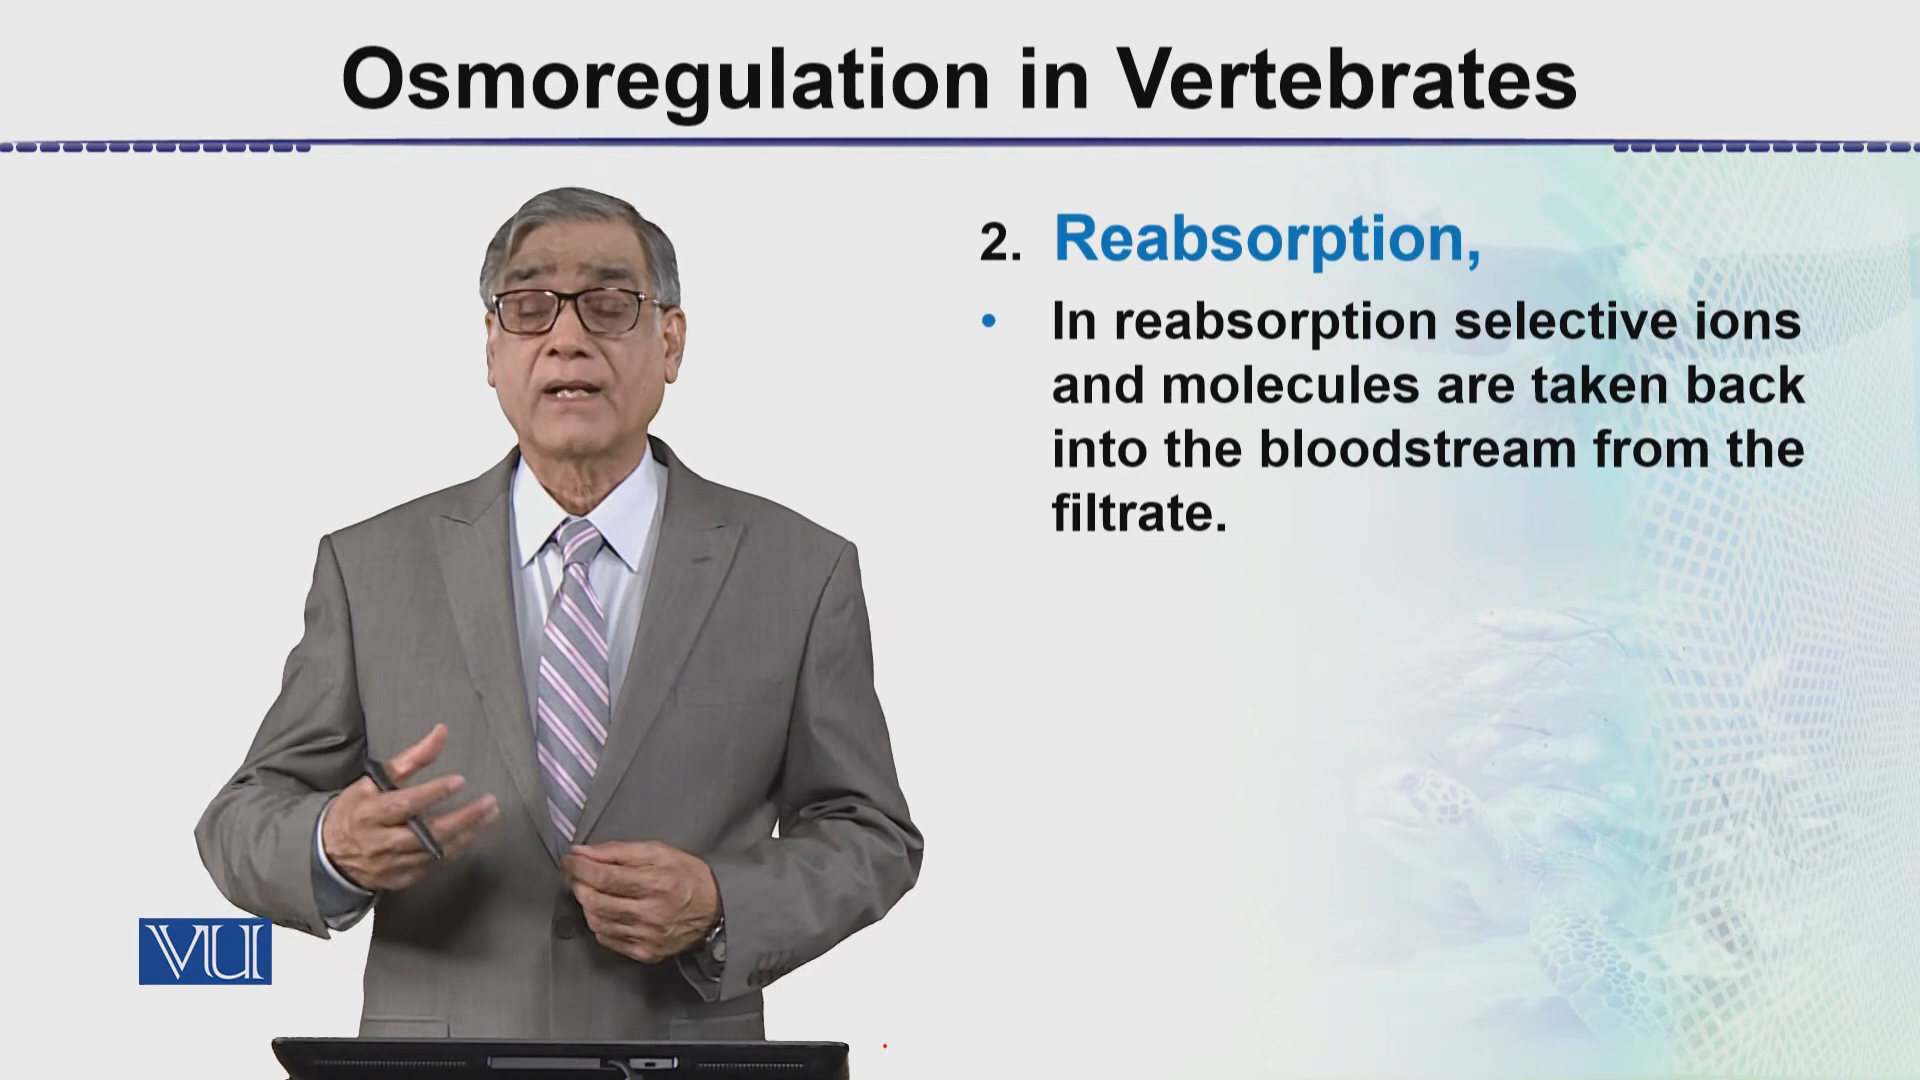 Osmoregulation in Vertebrates
2. Reabsorption,
• In reabsorption selective ions
and molecules are taken back
into the bloodstream from the
filtrate.
VU